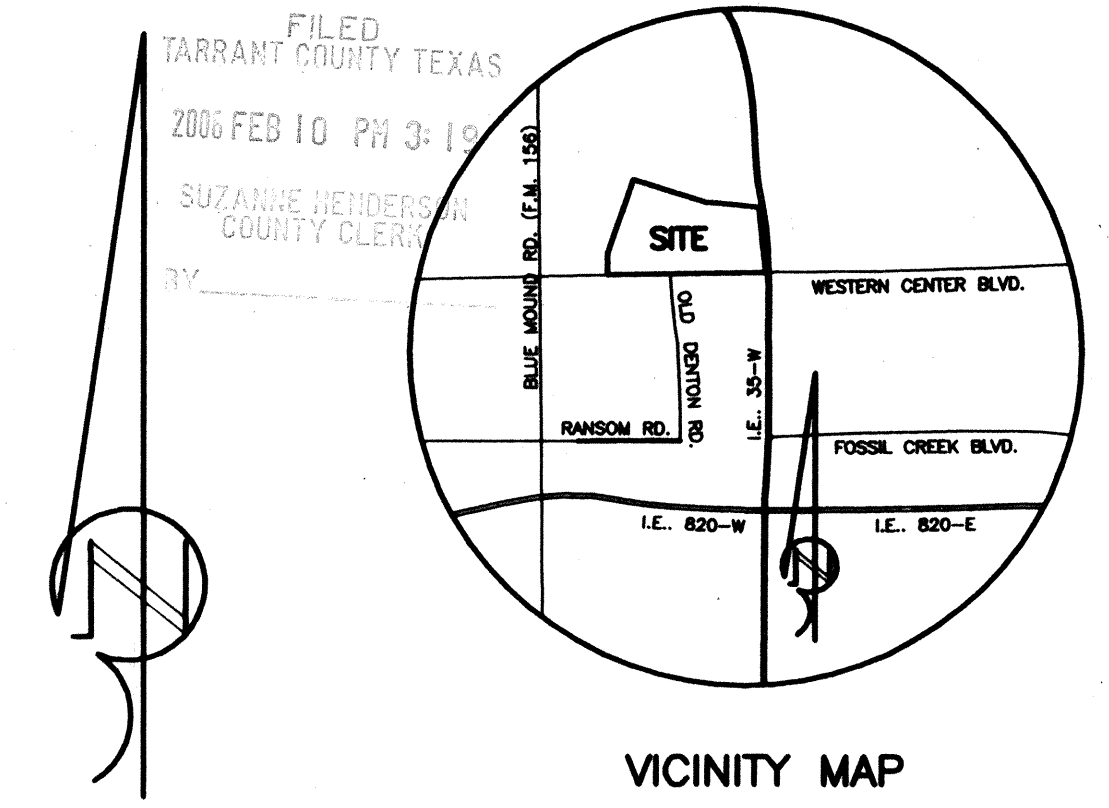 FILED
TARRANT COUNTY TEXAS
2006 FEB 10 PM 3:19
SUZANNE HENDERSON
COUNTY CLERK
BY
BLUE MOUND RD. (F.M. 156)
SITE
WESTERN CENTER BLVD.
OLD DENTON RD.
I.E.. 35-W
RANSOM RD.
FOSSIL CREEK BLVD.
I.E.. 820-W
I.E.. 820-E
N
N
VICINITY MAP